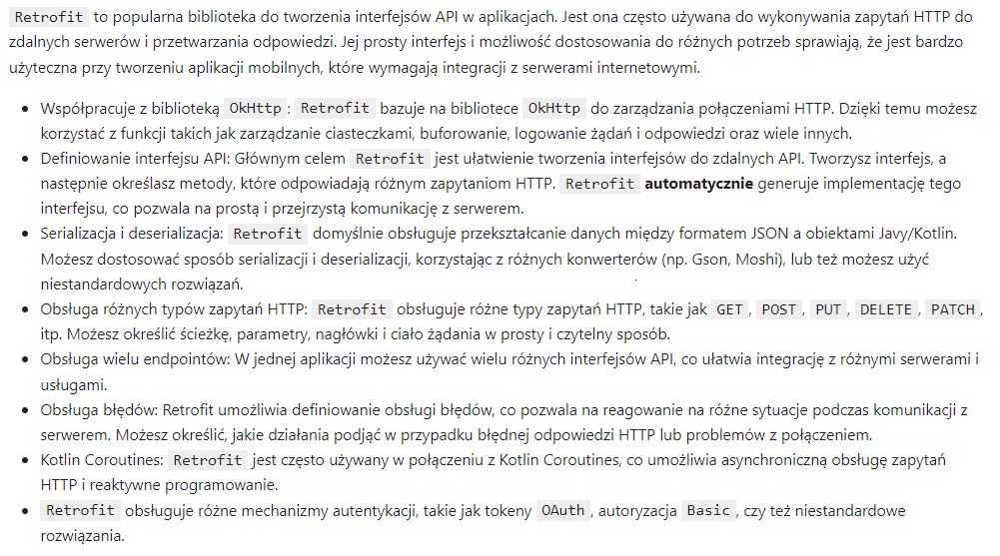 Retrofit to popularna biblioteka do tworzenia interfejsów API w aplikacjach. Jest ona często używana do wykonywania zapytań HTTP do
zdalnych serwerów i przetwarzania odpowiedzi. Jej prosty interfejs i możliwość dostosowania do różnych potrzeb sprawiają, że jest bardzo
użyteczna przy tworzeniu aplikacji mobilnych, które wymagają integracji z serwerami internetowymi.
• Współpracuje z biblioteką OkHttp: Retrofit bazuje na bibliotece OkHttp do zarządzania połączeniami HTTP. Dzięki temu możesz
korzystać z funkcji takich jak zarządzanie ciasteczkami, buforowanie, logowanie żądań i odpowiedzi oraz wiele innych.
• Definiowanie interfejsu API: Głównym celem Retrofit jest ułatwienie tworzenia interfejsów do zdalnych API. Tworzysz interfejs, a
następnie określasz metody, które odpowiadają różnym zapytaniom HTTP. Retrofit automatycznie generuje implementację tego
interfejsu, co pozwala na prostą i przejrzystą komunikację z serwerem.
• Serializacja i deserializacja: Retrofit domyślnie obsługuje przekształcanie danych między formatem JSON a obiektami Javy/Kotlin.
Możesz dostosować sposób serializacji i deserializacji, korzystając z różnych konwerterów (np. Gson, Moshi), lub też możesz użyć
niestandardowych rozwiązań.
• Obsługa różnych typów zapytań HTTP: Retrofit obsługuje różne typy zapytań HTTP, takie jak GET, POST, PUT, DELETE, PATCH,
itp. Możesz określić ścieżkę, parametry, nagłówki i ciało żądania w prosty i czytelny sposób.
• Obsługa wielu endpointów: W jednej aplikacji możesz używać wielu różnych interfejsów API, co ułatwia integrację z różnymi serwerami i
usługami.
• Obsługa błędów: Retrofit umożliwia definiowanie obsługi błędów, co pozwala na reagowanie na różne sytuacje podczas komunikacji z
serwerem. Możesz określić, jakie działania podjąć w przypadku błędnej odpowiedzi HTTP lub problemów z połączeniem.
• Kotlin Coroutines: Retrofit jest często używany w połączeniu z Kotlin Coroutines, co umożliwia asynchroniczną obsługę zapytań
HTTP i reaktywne programowanie.
• Retrofit obsługuje różne mechanizmy autentykacji, takie jak tokeny OAuth, autoryzacja Basic, czy też niestandardowe
rozwiązania.